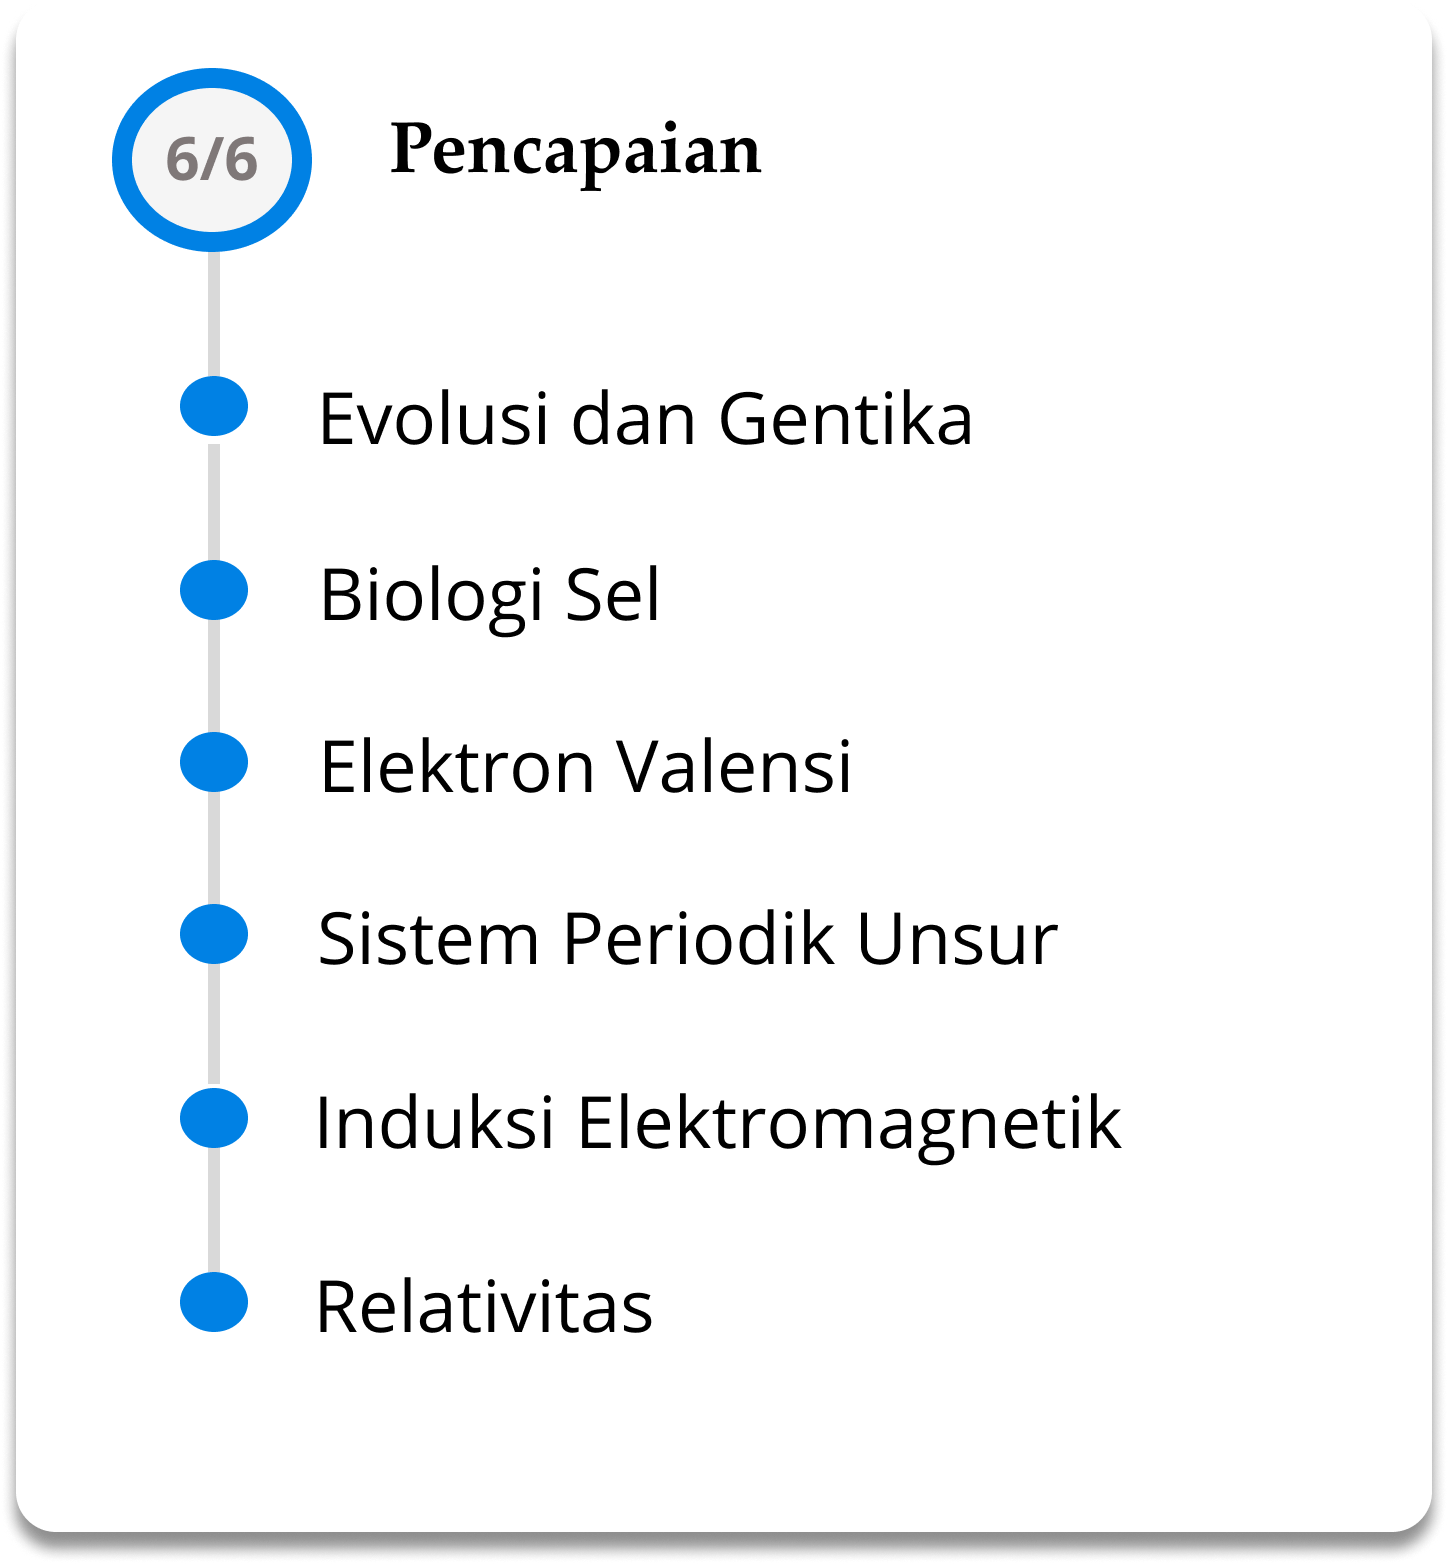 6/6
Pencapaian
Evolusi dan Gentika
Biologi Sel
Elektron Valensi
Sistem Periodik Unsur
Induksi Elektromagnetik
Relativitas